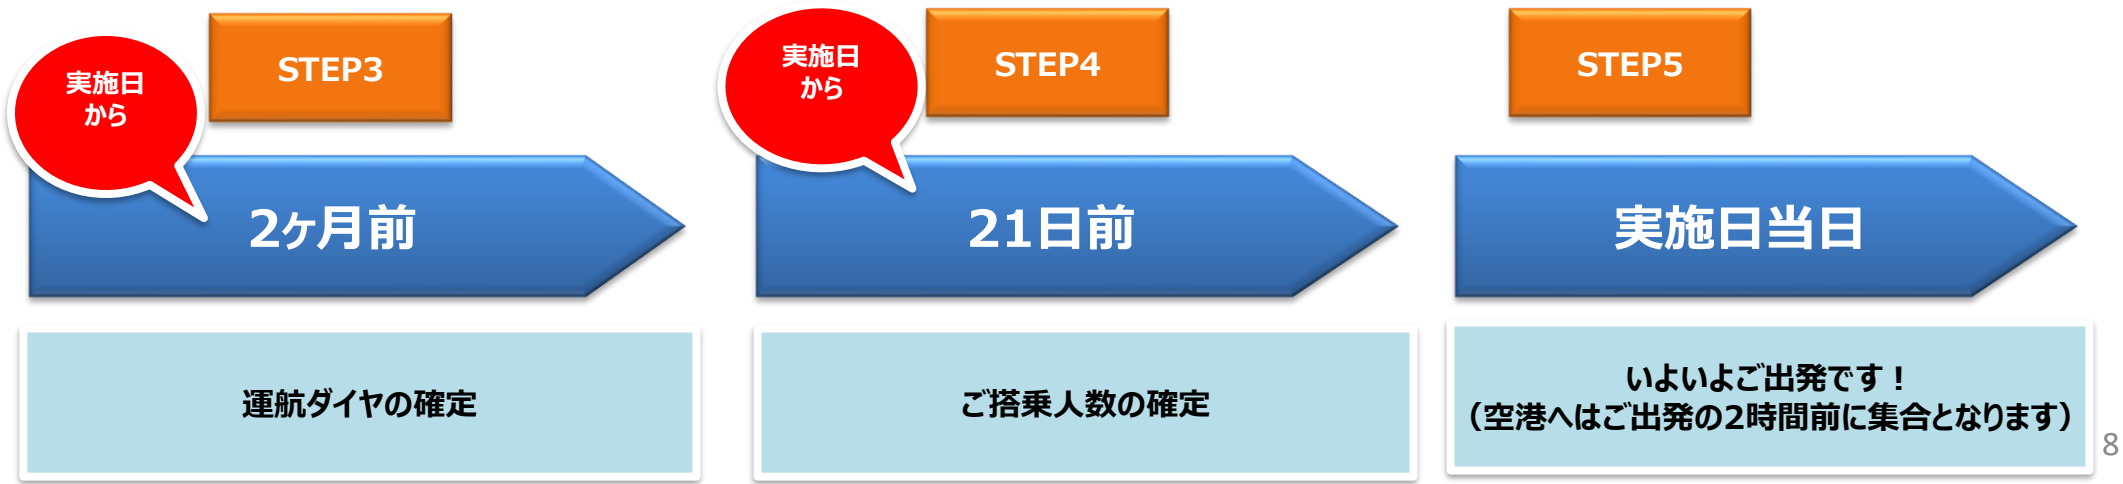 STEP3
実施日
から
2ヶ月前
運航ダイヤの確定
STEP4
実施日
から
21日前
ご搭乗人数の確定
STEP5
実施日当日
いよいよご出発です！
（空港へはご出発の2時間前に集合となります）
8